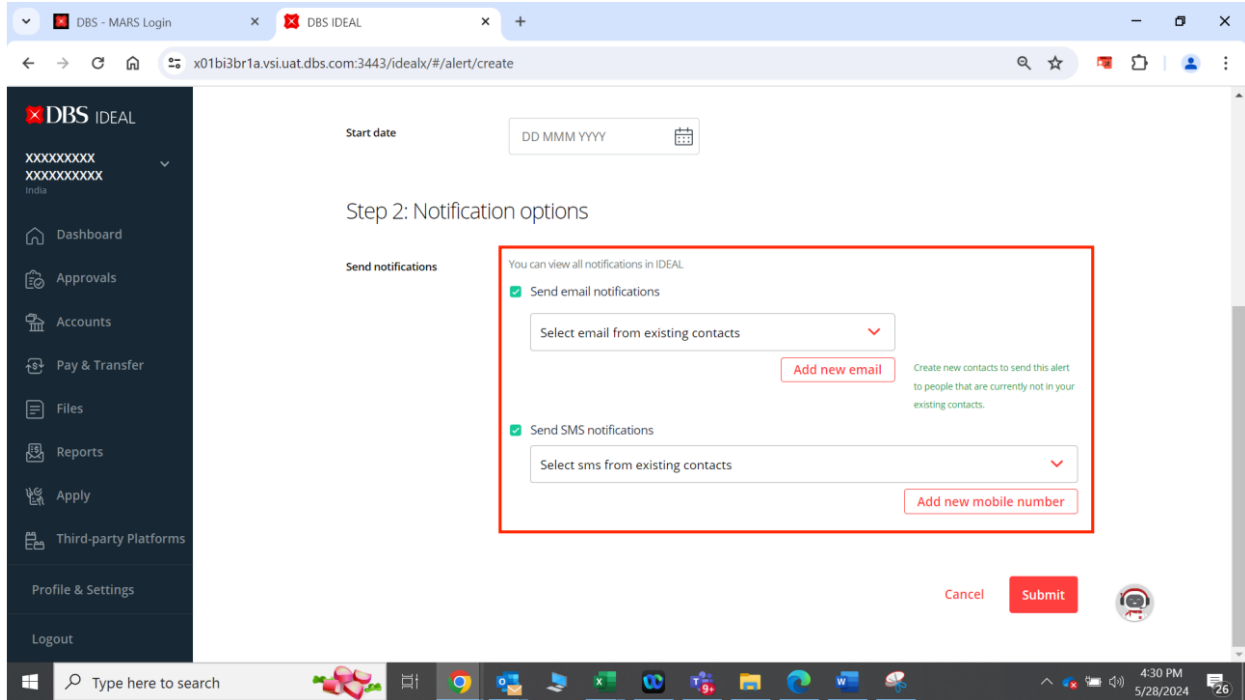 DBS - MARS Login
DBS IDEAL
x01bi3br1a.vsi.uat.dbs.com:3443/idealx/#/alert/create
DBS IDEAL
XXXXXXXXX
XXXXXXXXXX
India
Dashboard
Approvals
Accounts
Pay & Transfer
Files
Reports
Apply
Third-party Platforms
Profile & Settings
Logout
Start date
DD MMM YYYY
Step 2: Notification options
Send notifications
You can view all notifications in IDEAL
Send email notifications
Select email from existing contacts
Add new email
Create new contacts to send this alert
to people that are currently not in your
existing contacts.
Send SMS notifications
Select sms from existing contacts
Add new mobile number
Cancel
Submit
Type here to search
9+
4:30 PM
5/28/2024
26